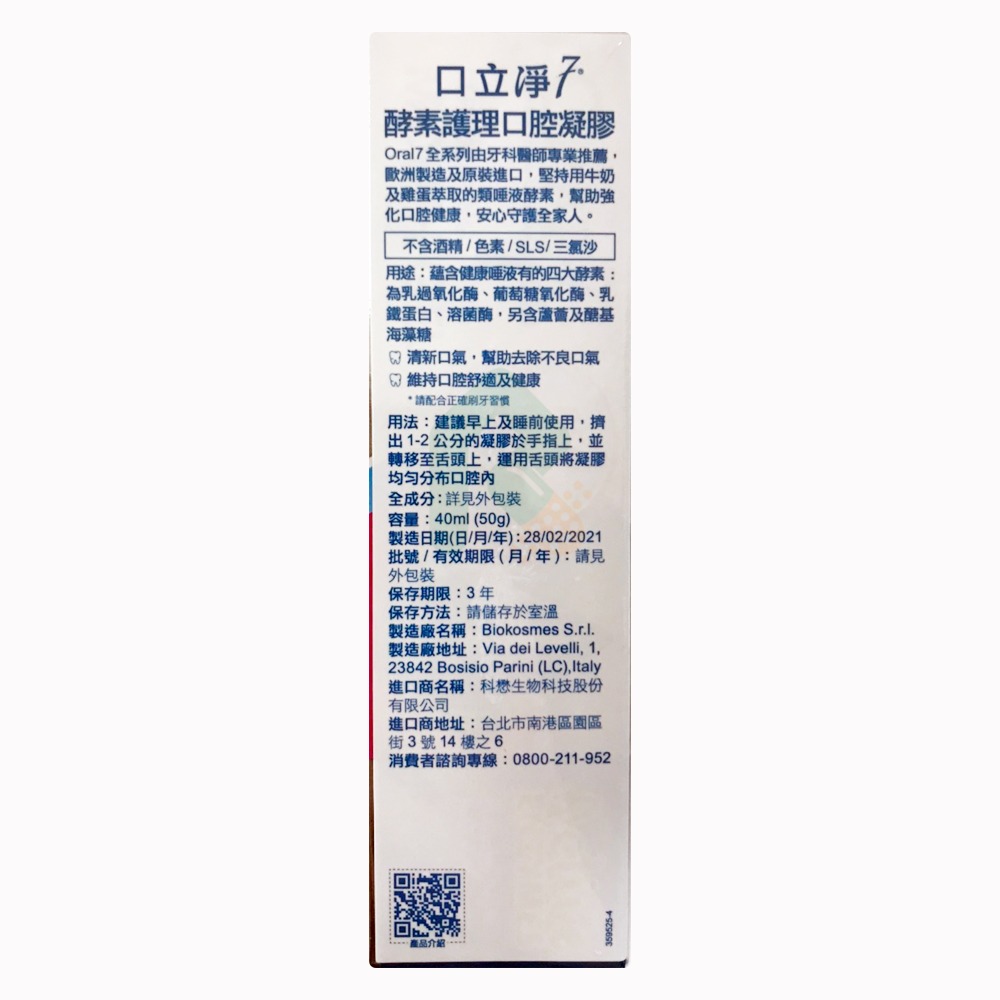 口立淨7®
酵素護理口腔凝膠
Oral7全系列由牙科醫師專業推薦，
歐洲製造及原裝進口，堅持用牛奶
及雞蛋萃取的類唾液酵素，幫助強
化口腔健康，安心守護全家人。
不含酒精/色素/SLS/三氯沙
用途：蘊含健康唾液有的四大酵素：
為乳過氧化酶、葡萄糖氧化酶、乳
鐵蛋白、溶菌酶，另含蘆薈及醣基
海藻糖
清新口氣，幫助去除不良口氣
維持口腔舒適及健康
*請配合正確刷牙習慣
用法：建議早上及睡前使用，擠
出1-2公分的凝膠於手指上，並
轉移至舌頭上，運用舌頭將凝膠
均勻分布口腔內
全成分：詳見外包裝
容量：40ml (50g)
製造日期(日/月/年)：28/02/2021
批號/有效期限(月/年)：請見
外包裝
保存期限：3年
保存方法：請儲存於室溫
製造廠名稱：Biokosmes S.r.l.
製造廠地址：Via dei Levelli, 1,
23842 Bosisio Parini (LC),Italy
進口商名稱：科懋生物科技股份
有限公司
進口商地址：台北市南港區園區
街3號14樓之6
消費者諮詢專線：0800-211-952
產品介紹
359525-4